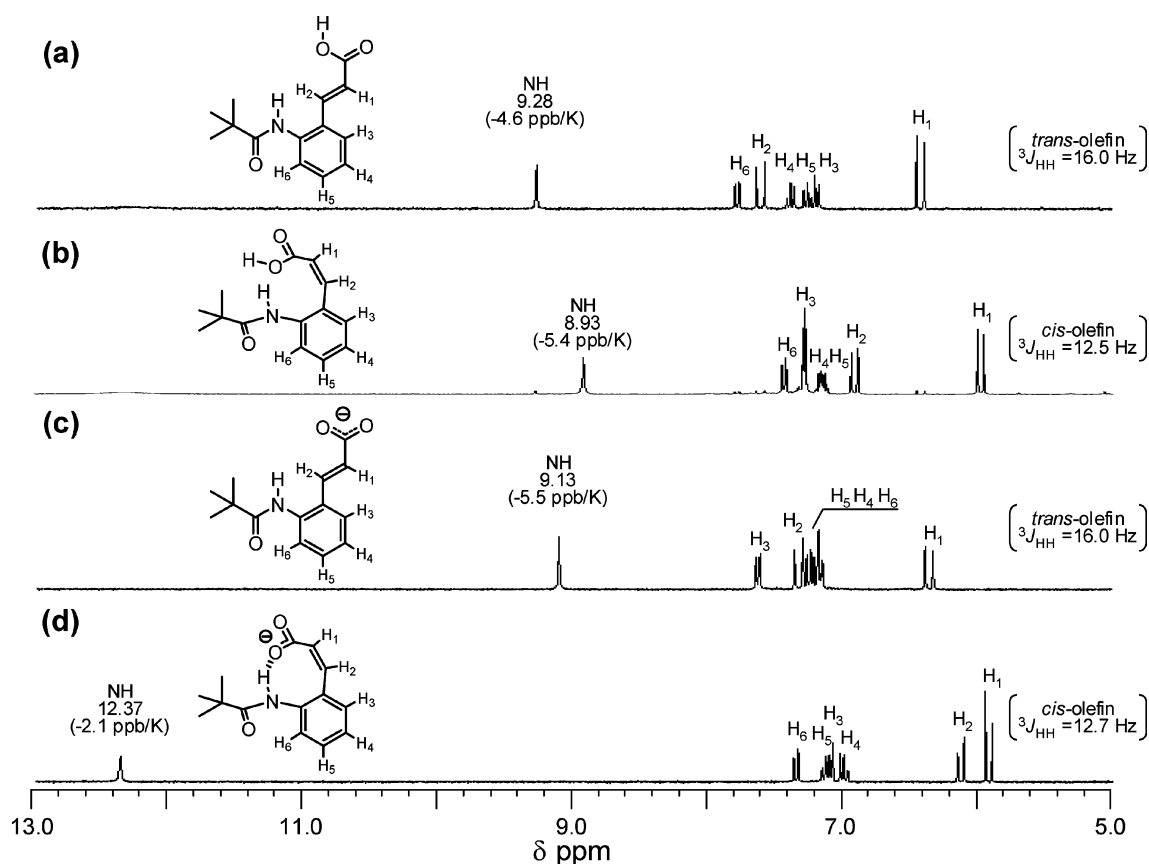 (a)
H
O
O
H₂
H₁
H
N
O
H₃
H₆
H₄
H₅
NH
9.28
(-4.6 ppb/K)
H₆
H₂
H₄ H₅ H₃
H₁
trans-olefin
³JHH =16.0 Hz
(b)
O
H₁
H
O
H₂
H
N
O
H₃
H₆
H₄
H₅
NH
8.93
(-5.4 ppb/K)
H₆
H₃
H₄ H₅
H₂
H₁
cis-olefin
³JHH =12.5 Hz
(c)
⊖
O
O
H₂
H₁
H
N
O
H₃
H₆
H₄
H₅
NH
9.13
(-5.5 ppb/K)
H₃
H₂
H₅ H₄ H₆
H₁
trans-olefin
³JHH =16.0 Hz
(d)
O
⊖
H₁
O
H₂
H
N
O
H₃
H₆
H₄
H₅
NH
12.37
(-2.1 ppb/K)
H₆
H₅
H₃
H₄
H₂
H₁
cis-olefin
³JHH =12.7 Hz
13.0 11.0 9.0 7.0 5.0
δ ppm